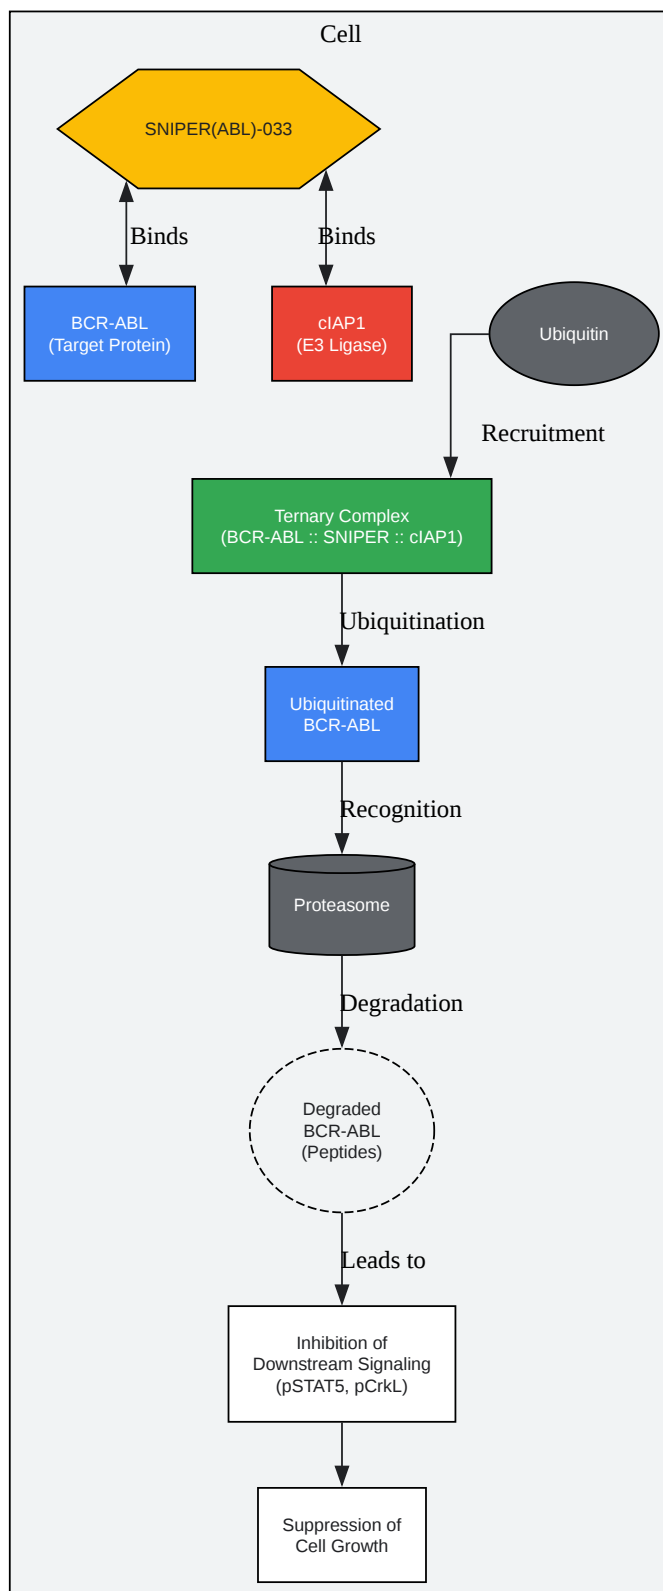 Cell
SNIPER(ABL)-033
Binds
Binds
BCR-ABL
(Target Protein)
cIAP1
(E3 Ligase)
Ubiquitin
Recruitment
Ternary Complex
(BCR-ABL :: SNIPER :: cIAP1)
Ubiquitination
Ubiquitinated
BCR-ABL
Recognition
Proteasome
Degradation
Degraded
BCR-ABL
(Peptides)
Leads to
Inhibition of
Downstream Signaling
(pSTAT5, pCrkL)
Suppression of
Cell Growth